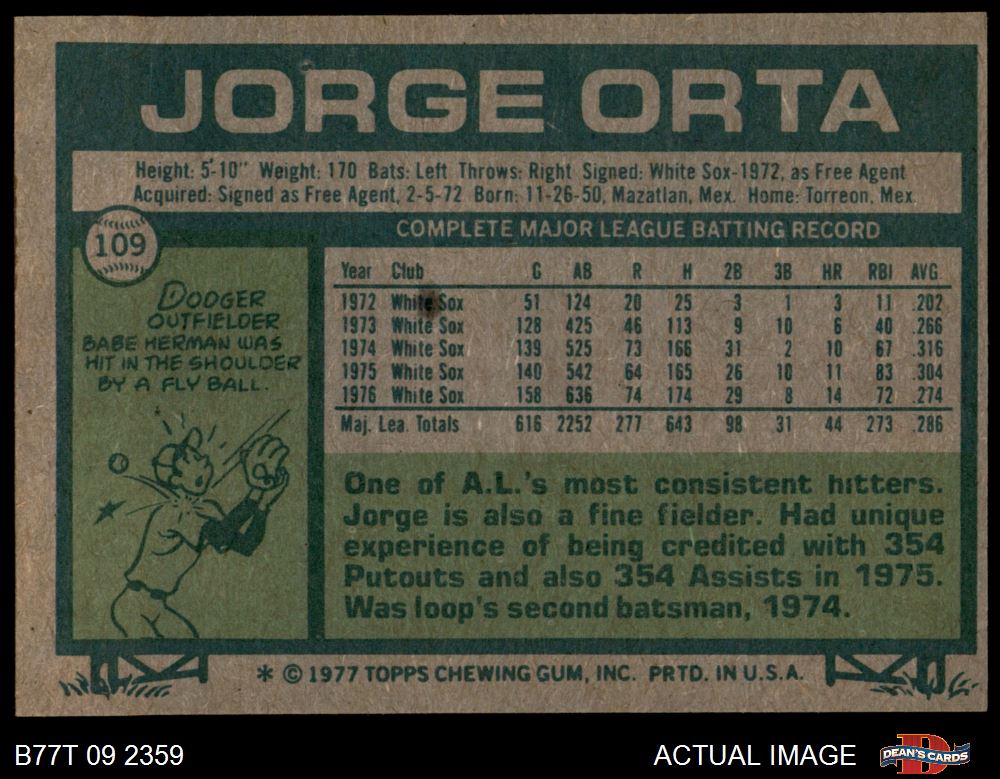 JORGE ORTA
Height: 5'-10" Weight: 170 Bats: Left Throws: Right Signed: White Sox-1972, as Free Agent
Acquired: Signed as Free Agent, 2-5-72 Born: 11-26-50, Mazatlan, Mex. Home: Torreon, Mex.
109
COMPLETE MAJOR LEAGUE BATTING RECORD
Year Club G AB R H 2B 3B HR RBI AVG.
1972 White Sox 51 124 20 25 3 1 3 11 .202
1973 White Sox 128 425 46 113 9 10 6 40 .266
1974 White Sox 139 525 73 166 31 2 10 67 .316
1975 White Sox 140 542 64 165 26 10 11 83 .304
1976 White Sox 158 636 74 174 29 8 14 72 .274
Maj. Lea. Totals 616 2252 277 643 98 31 44 273 .286
DODGER
OUTFIELDER
BABE HERMAN WAS
HIT IN THE SHOULDER
BY A FLY BALL.
One of A.L.'s most consistent hitters.
Jorge is also a fine fielder. Had unique
experience of being credited with 354
Putouts and also 354 Assists in 1975.
Was loop's second batsman, 1974.
* © 1977 TOPPS CHEWING GUM, INC. PRTD. IN U.S.A.
B77T 09 2359
ACTUAL IMAGE
D
DEAN'S CARDS